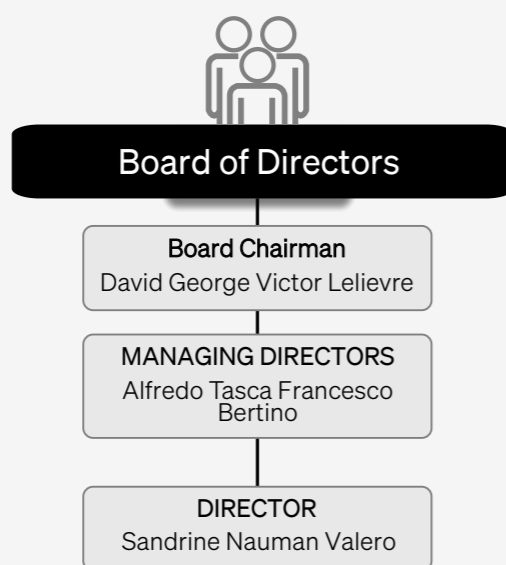 Board of Directors
Board Chairman
David George Victor Lelievre
MANAGING DIRECTORS
Alfredo Tasca Francesco
Bertino
DIRECTOR
Sandrine Nauman Valero